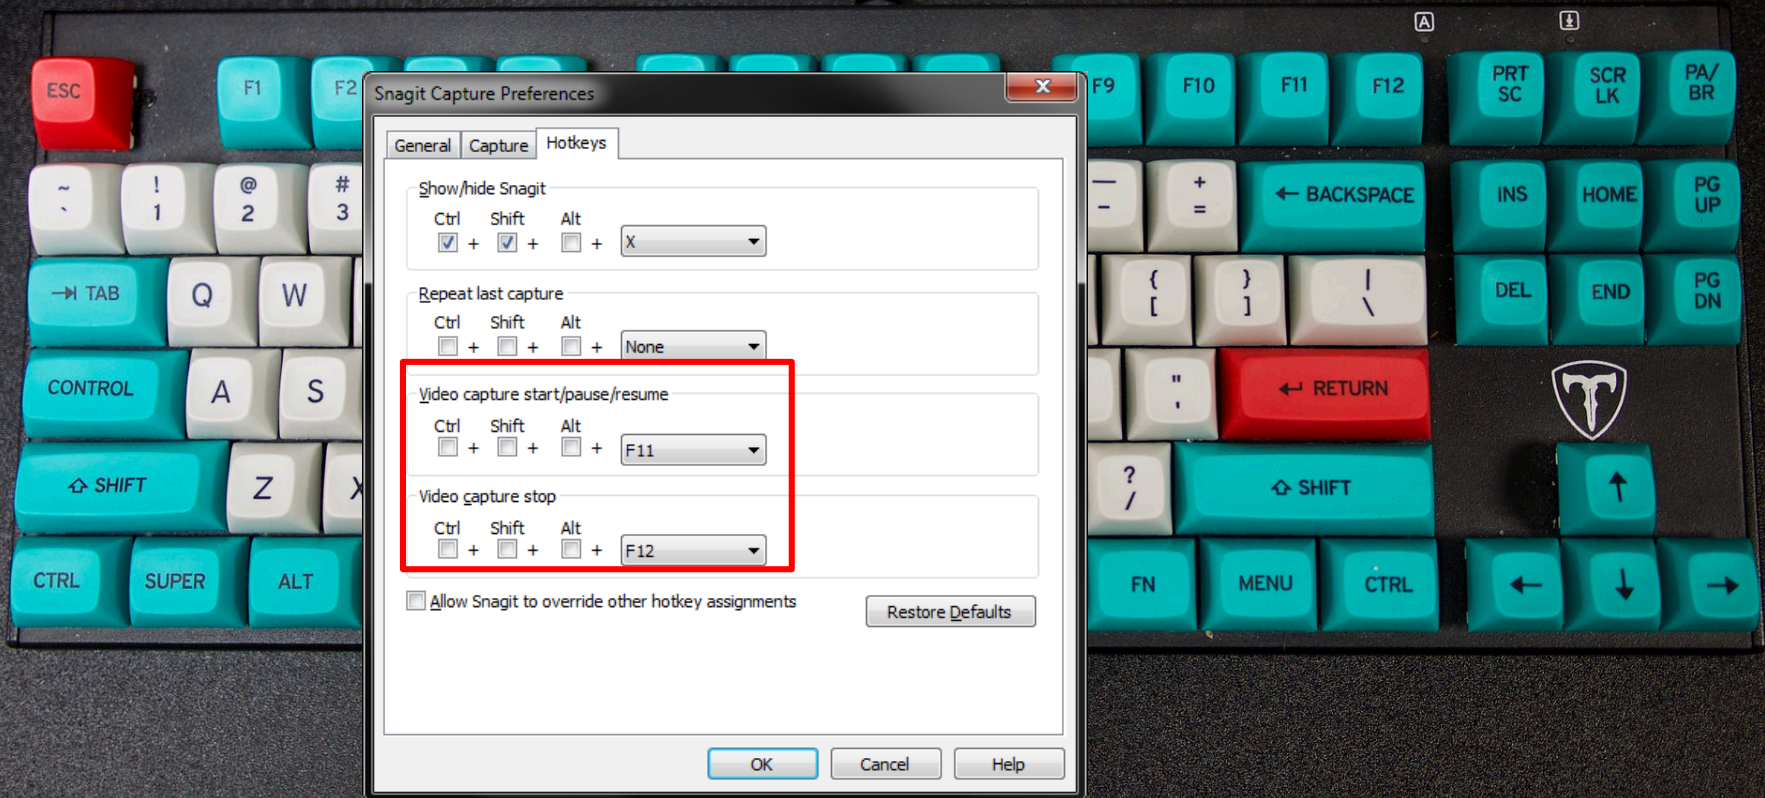 A
ESC
F1
F2
F9
F10
F11
F12
PRT
SC
SCR
LK
PA/
BR
Snagit Capture Preferences
General
Capture
Hotkeys
Show/hide Snagit
Ctrl Shift Alt
+ + + X
Repeat last capture
Ctrl Shift Alt
+ + + None
Video capture start/pause/resume
Ctrl Shift Alt
+ + + F11
Video capture stop
Ctrl Shift Alt
+ + + F12
Allow Snagit to override other hotkey assignments
Restore Defaults
OK
Cancel
Help
~
`
!
1
@
2
#
3
—
-
+
=
← BACKSPACE
INS
HOME
PG
UP
TAB
Q
W
{
[
}
]
|
\
DEL
END
PG
DN
CONTROL
A
S
"
'
RETURN
SHIFT
Z
X
?
/
SHIFT
↑
CTRL
SUPER
ALT
FN
MENU
CTRL
←
↓
→